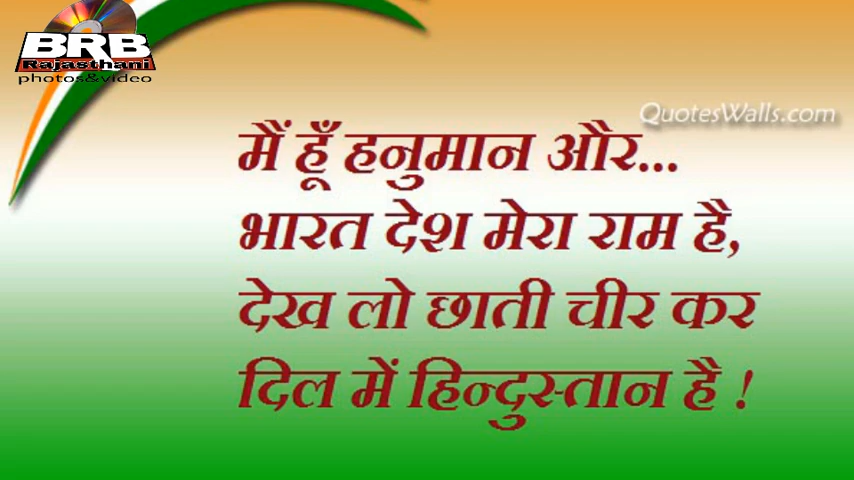 BRB
Rajasthani
photos&video
QuotesWalls.com
मैं हूँ हनुमान और...
भारत देश मेरा राम है,
देख लो छाती चीर कर
दिल में हिन्दुस्तान है !